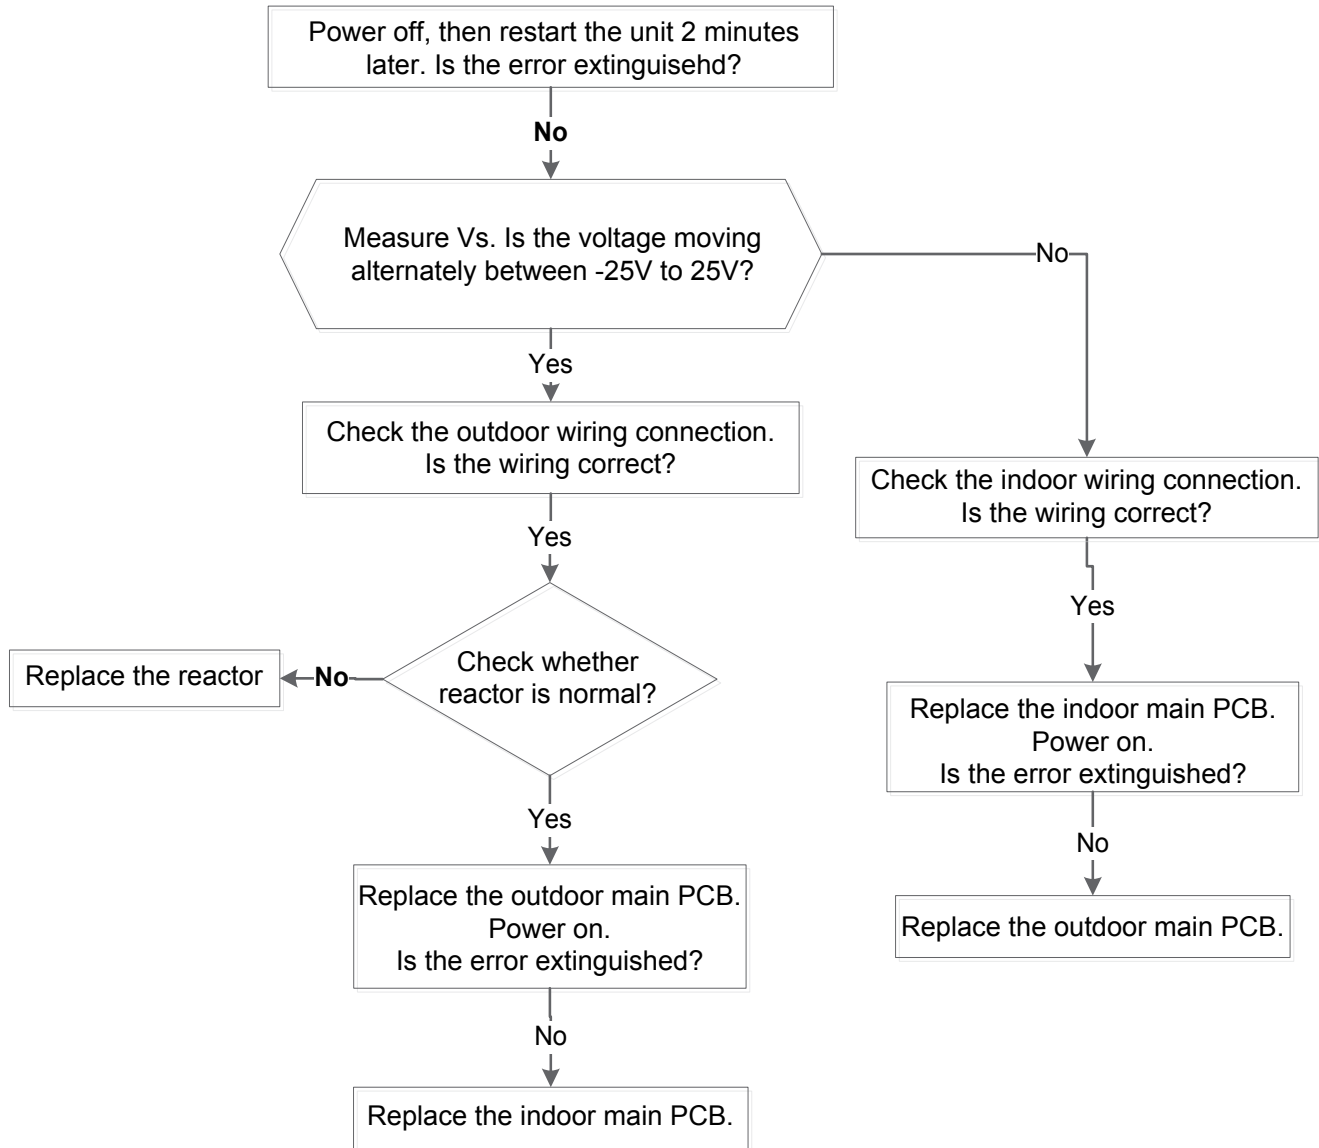 Power off, then restart the unit 2 minutes
later. Is the error extinguisehd?
No
Measure Vs. Is the voltage moving
alternately between -25V to 25V?
No
Yes
Check the outdoor wiring connection.
Is the wiring correct?
Check the indoor wiring connection.
Is the wiring correct?
Yes
Yes
Check whether
reactor is normal?
No
Replace the reactor
Replace the indoor main PCB.
Power on.
Is the error extinguished?
Yes
No
Replace the outdoor main PCB.
Power on.
Is the error extinguished?
Replace the outdoor main PCB.
No
Replace the indoor main PCB.